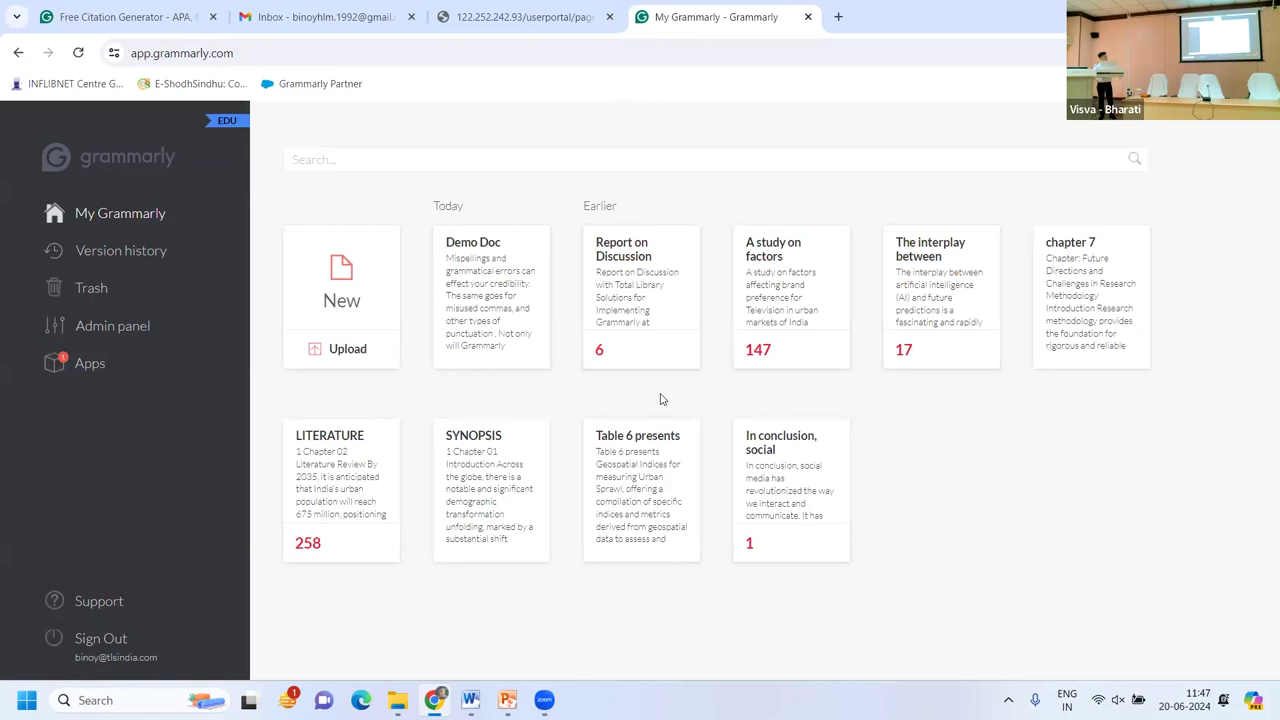 Free Citation Generator - APA,
Inbox - binoyhlm.1992@gmail.
122.252.242.93/userportal/page
My Grammarly - Grammarly
app.grammarly.com
INFLIBNET Centre G...
E-ShodhSindhu: Co...
Grammarly Partner
Visva - Bharati
EDU
grammarly
My Grammarly
Version history
Trash
Admin panel
1
Apps
Support
Sign Out
binoy@tlsindia.com
Search...
Today
Earlier
New
Upload
Demo Doc
Mispellings and
grammatical errors can
effect your credibility.
The same goes for
misused commas, and
other types of
punctuation . Not only
will Grammarly
Report on
Discussion
Report on Discussion
with Total Library
Solutions for
Implementing
Grammarly at
6
A study on
factors
A study on factors
affecting brand
preference for
Television in urban
markets of India
147
The interplay
between
The interplay between
artificial intelligence
(AI) and future
predictions is a
fascinating and rapidly
17
chapter 7
Chapter: Future
Directions and
Challenges in Research
Methodology
Introduction Research
methodology provides
the foundation for
rigorous and reliable
LITERATURE
1 Chapter 02
Literature Review By
2035, it is anticipated
that India's urban
population will reach
675 million, positioning
258
SYNOPSIS
1 Chapter 01
Introduction Across
the globe, there is a
notable and significant
demographic
transformation
unfolding, marked by a
substantial shift
Table 6 presents
Table 6 presents
Geospatial Indices for
measuring Urban
Sprawl, offering a
compilation of specific
indices and metrics
derived from geospatial
data to assess and
In conclusion,
social
In conclusion, social
media has
revolutionized the way
we interact and
communicate. It has
1
Search
1
W
P
zoom
ENG
IN
11:47
20-06-2024
PRE